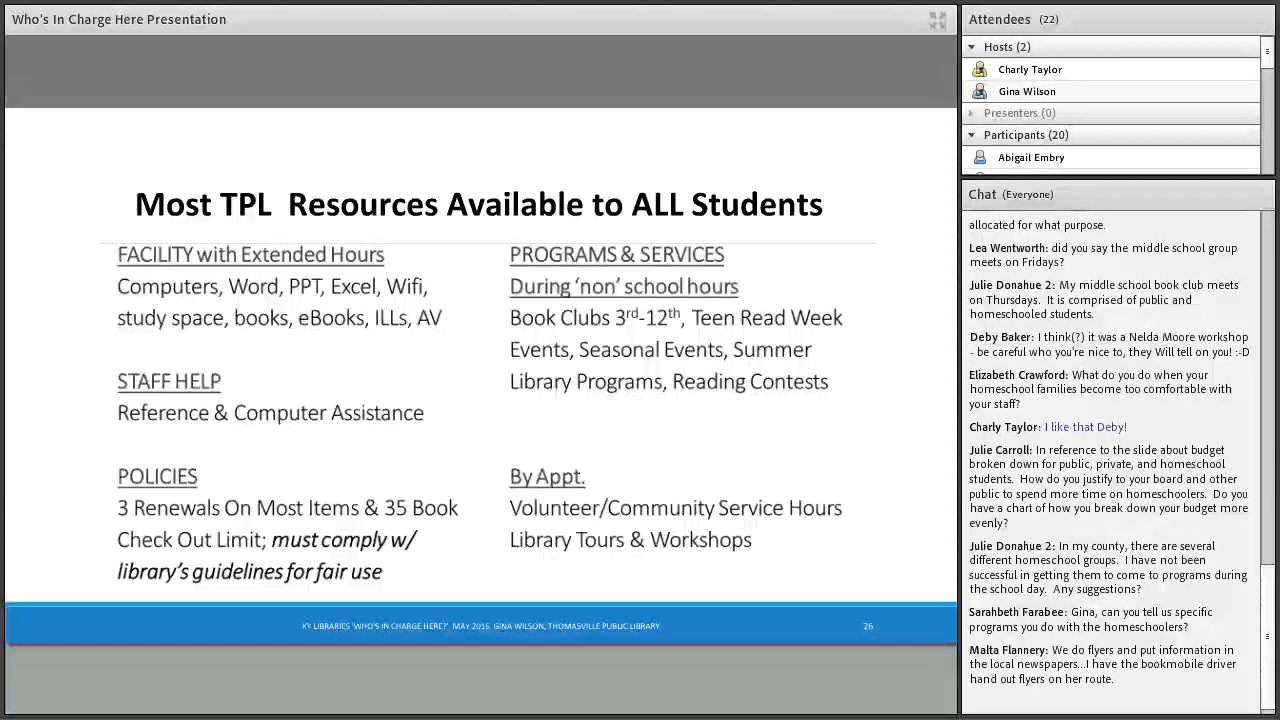 Who's In Charge Here Presentation
Most TPL  Resources Available to ALL Students
FACILITY with Extended Hours
Computers, Word, PPT, Excel, Wifi,
study space, books, eBooks, ILLs, AV
STAFF HELP
Reference & Computer Assistance
POLICIES
3 Renewals On Most Items & 35 Book
Check Out Limit; must comply w/
library's guidelines for fair use
PROGRAMS & SERVICES
During 'non' school hours
Book Clubs 3rd-12th, Teen Read Week
Events, Seasonal Events, Summer
Library Programs, Reading Contests
By Appt.
Volunteer/Community Service Hours
Library Tours & Workshops
KY LIBRARIES 'WHO'S IN CHARGE HERE?'  MAY 2016  GINA WILSON, THOMASVILLE PUBLIC LIBRARY
26
Attendees (22)
Hosts (2)
Charly Taylor
Gina Wilson
Presenters (0)
Participants (20)
Abigail Embry
Chat (Everyone)
allocated for what purpose.
Lea Wentworth: did you say the middle school group
meets on Fridays?
Julie Donahue 2: My middle school book club meets
on Thursdays.  It is comprised of public and
homeschooled students.
Deby Baker: I think(?) it was a Nelda Moore workshop
- be careful who you're nice to, they Will tell on you! :-D
Elizabeth Crawford: What do you do when your
homeschool families become too comfortable with
your staff?
Charly Taylor: I like that Deby!
Julie Carroll: In reference to the slide about budget
broken down for public, private, and homeschool
students.  How do you justify to your board and other
public to spend more time on homeschoolers.  Do you
have a chart of how you break down your budget more
evenly?
Julie Donahue 2: In my county, there are several
different homeschool groups.  I have not been
successful in getting them to come to programs during
the school day.  Any suggestions?
Sarahbeth Farabee: Gina, can you tell us specific
programs you do with the homeschoolers?
Malta Flannery: We do flyers and put information in
the local newspapers...I have the bookmobile driver
hand out flyers on her route.